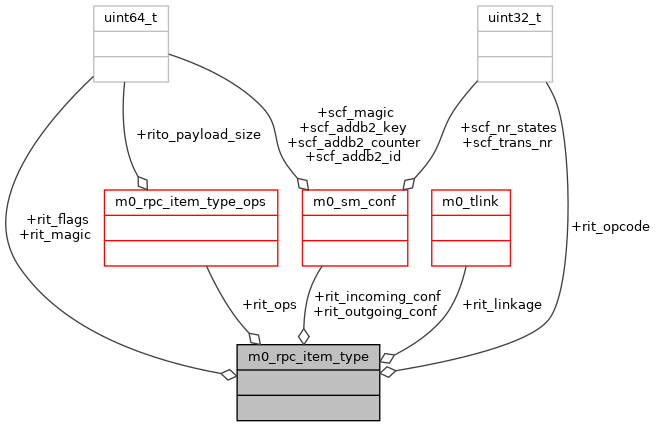 uint64_t
uint32_t
+scf_magic
+scf_addb2_key
+scf_addb2_counter
+scf_addb2_id
+rito_payload_size
+scf_nr_states
+scf_trans_nr
m0_rpc_item_type_ops
m0_sm_conf
m0_tlink
+rit_flags
+rit_magic
+rit_opcode
+rit_ops
+rit_incoming_conf
+rit_outgoing_conf
+rit_linkage
m0_rpc_item_type